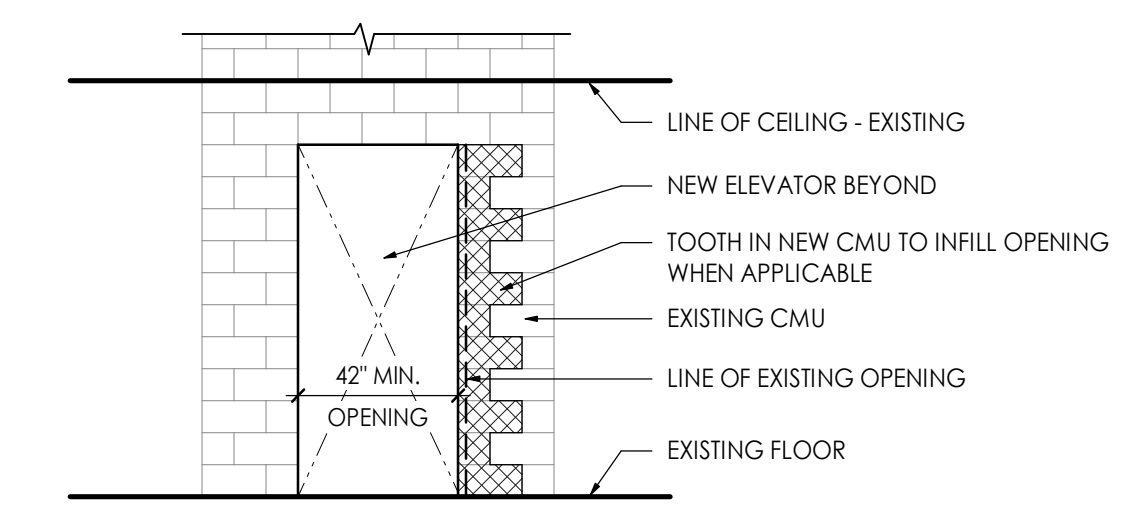 LINE OF CEILING - EXISTING
NEW ELEVATOR BEYOND
TOOTH IN NEW CMU TO INFILL OPENING
WHEN APPLICABLE
EXISTING CMU
LINE OF EXISTING OPENING
42" MIN.
OPENING
EXISTING FLOOR